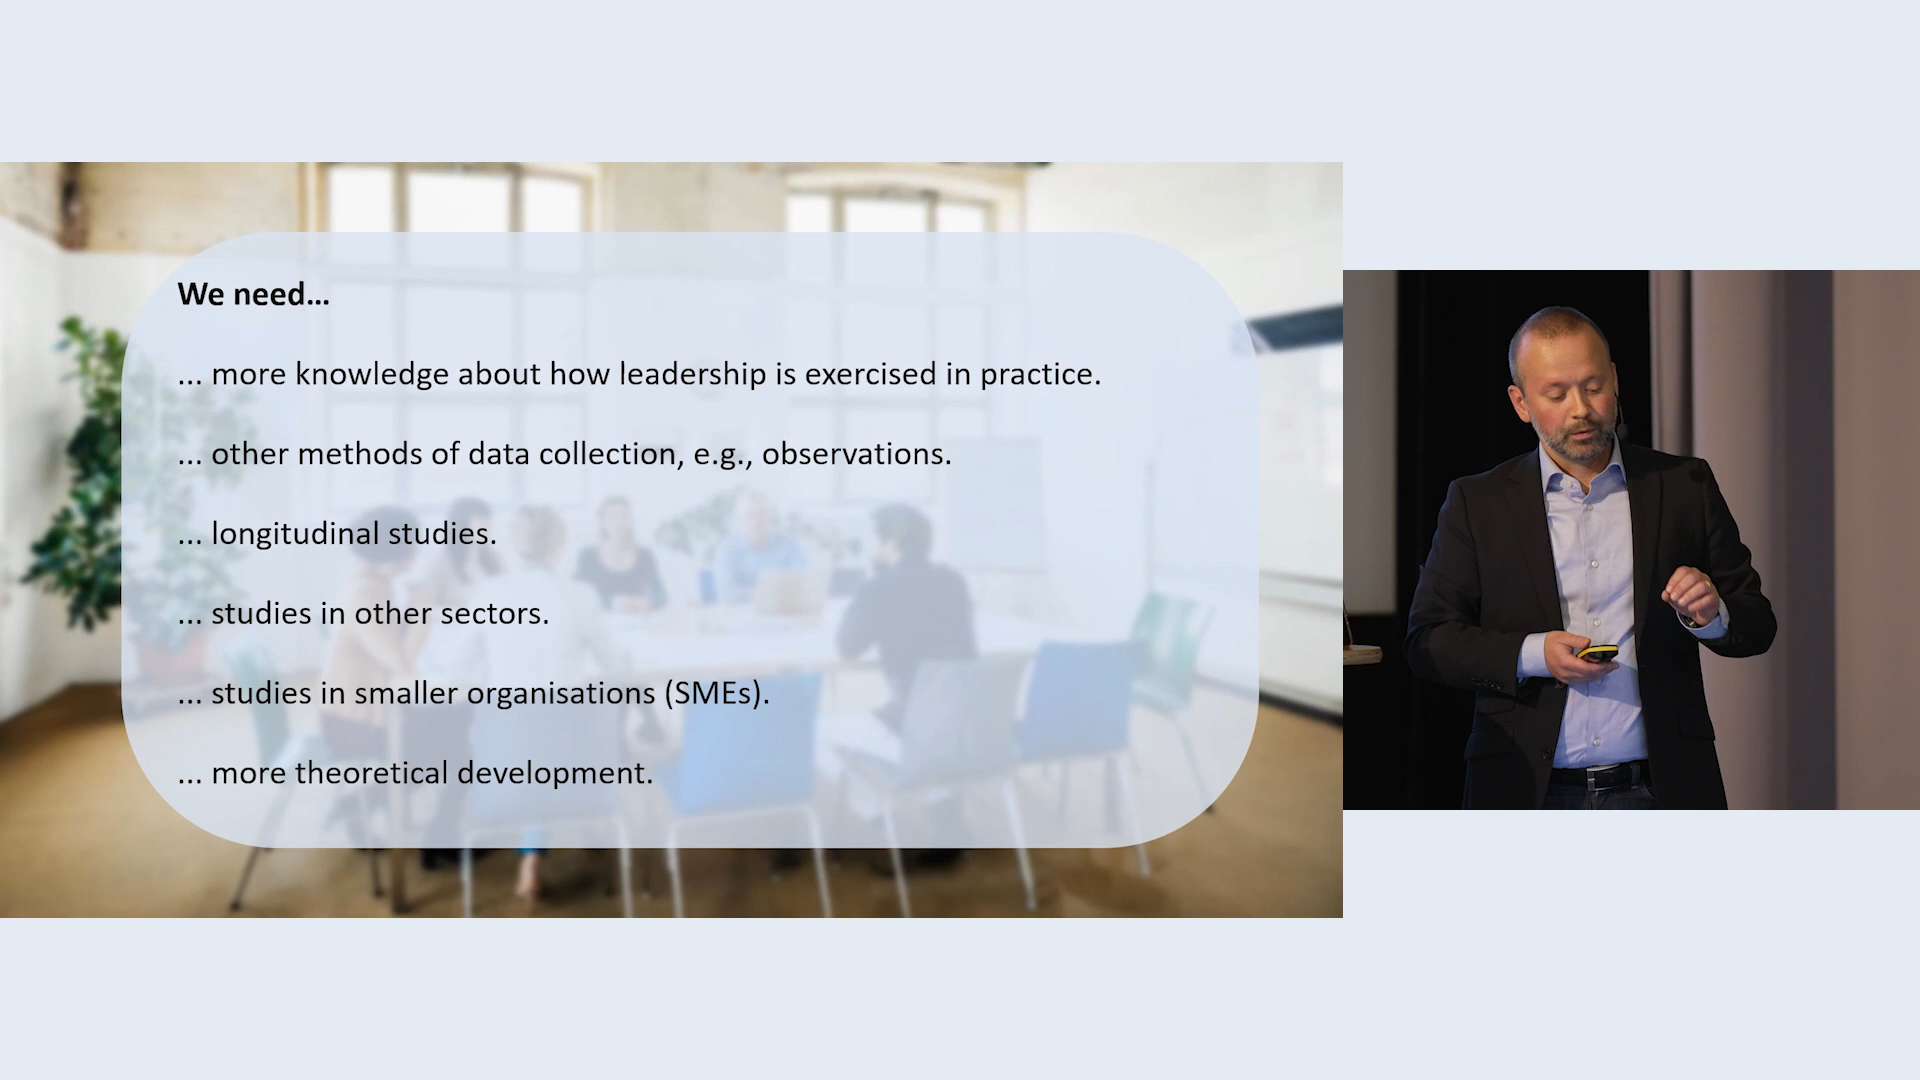 We need...
... more knowledge about how leadership is exercised in practice.
... other methods of data collection, e.g., observations.
... longitudinal studies.
... studies in other sectors.
... studies in smaller organisations (SMEs).
... more theoretical development.